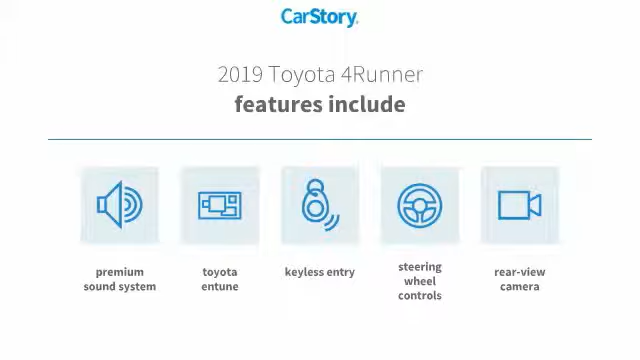 CarStory.
2019 Toyota 4Runner
features include
premium
sound system
toyota
entune
keyless entry
steering
wheel
controls
rear-view
camera